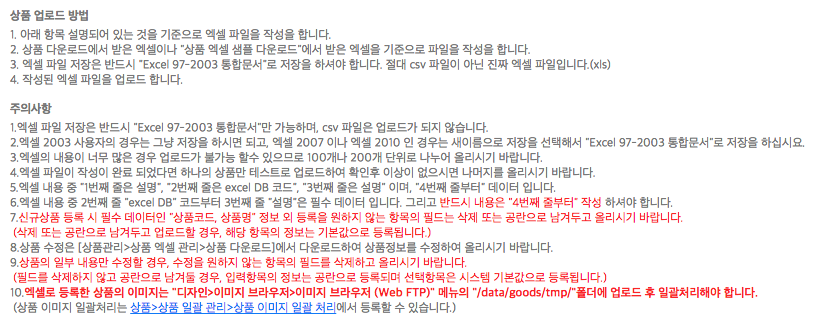 상품 업로드 방법
1. 아래 항목 설명되어 있는 것을 기준으로 엑셀 파일을 작성을 합니다.
2. 상품 다운로드에서 받은 엑셀이나 "상품 엑셀 샘플 다운로드"에서 받은 엑셀을 기준으로 파일을 작성을 합니다.
3. 엑셀 파일 저장은 반드시 "Excel 97-2003 통합문서"로 저장을 하셔야 합니다. 절대 csv 파일이 아닌 진짜 엑셀 파일입니다.(xls)
4. 작성된 엑셀 파일을 업로드 합니다.
주의사항
1.엑셀 파일 저장은 반드시 "Excel 97-2003 통합문서"만 가능하며, csv 파일은 업로드가 되지 않습니다.
2.엑셀 2003 사용자의 경우는 그냥 저장을 하시면 되고, 엑셀 2007 이나 엑셀 2010 인 경우는 새이름으로 저장을 선택해서 "Excel 97-2003 통합문서"로 저장을 하십시요.
3.엑셀의 내용이 너무 많은 경우 업로드가 불가능 할수 있으므로 100개나 200개 단위로 나누어 올리시기 바랍니다.
4.엑셀 파일이 작성이 완료 되었다면 하나의 상품만 테스트로 업로드하여 확인후 이상이 없으시면 나머지를 올리시기 바랍니다.
5.엑셀 내용 중 "1번째 줄은 설명", "2번째 줄은 excel DB 코드", "3번째 줄은 설명" 이며, "4번째 줄부터" 데이터 입니다.
6.엑셀 내용 중 2번째 줄 "excel DB" 코드부터 3번째 줄 "설명"은 필수 데이터 입니다. 그리고 반드시 내용은 "4번째 줄부터" 작성 하셔야 합니다.
7.신규상품 등록 시 필수 데이터인 "상품코드, 상품명" 정보 외 등록을 원하지 않는 항목의 필드는 삭제 또는 공란으로 남겨두고 올리시기 바랍니다.
(삭제 또는 공란으로 남겨두고 업로드할 경우, 해당 항목의 정보는 기본값으로 등록됩니다.)
8.상품 수정은 [상품관리>상품 엑셀 관리>상품 다운로드]에서 다운로드하여 상품정보를 수정하여 올리시기 바랍니다.
9.상품의 일부 내용만 수정할 경우, 수정을 원하지 않는 항목의 필드를 삭제하고 올리시기 바랍니다.
(필드를 삭제하지 않고 공란으로 남겨둘 경우, 입력항목의 정보는 공란으로 등록되며 선택항목은 시스템 기본값으로 등록됩니다.)
10.엑셀로 등록한 상품의 이미지는 "디자인>이미지 브라우저>이미지 브라우저 (Web FTP)" 메뉴의 "/data/goods/tmp/"폴더에 업로드 후 일괄처리해야 합니다.
(상품 이미지 일괄처리는 상품>상품 일괄 관리>상품 이미지 일괄 처리에서 등록할 수 있습니다.)